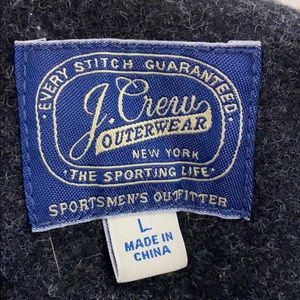 · EVERY STITCH GUARANTEED ·
J. Crew
OUTERWEAR
NEW YORK
· THE SPORTING LIFE ·
SPORTSMEN'S OUTFITTER
L
MADE IN
CHINA